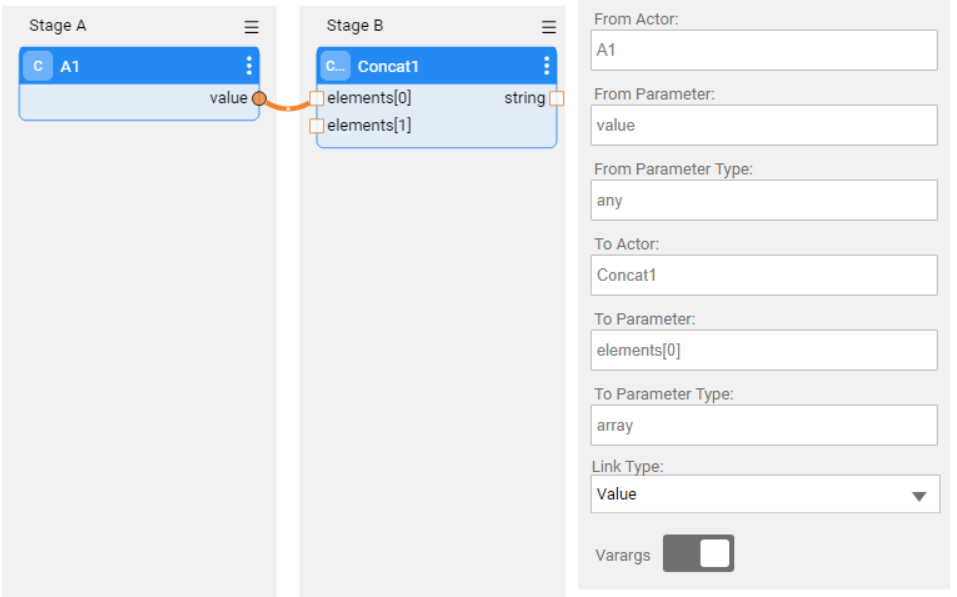 Stage A
C A1
value
Stage B
C... Concat1
elements[0] string
elements[1]
From Actor:
A1
From Parameter:
value
From Parameter Type:
any
To Actor:
Concat1
To Parameter:
elements[0]
To Parameter Type:
array
Link Type:
Value
Varargs